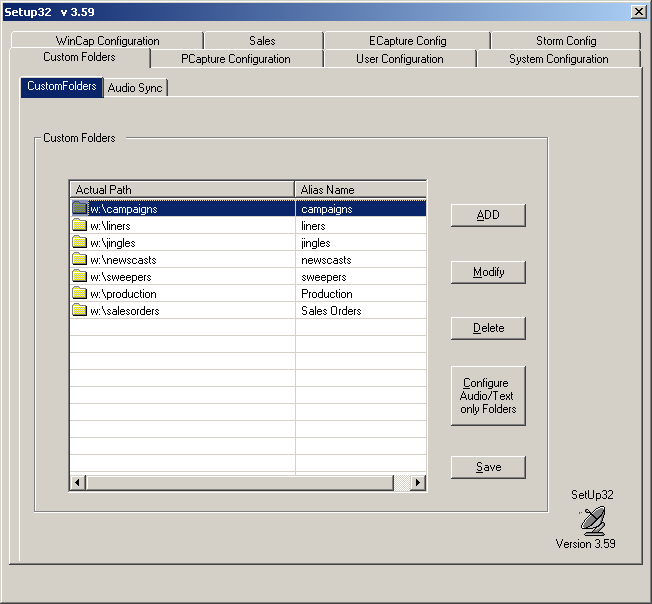 Setup32 v 3.59
WinCap Configuration Sales ECapture Config Storm Config
Custom Folders PCapture Configuration User Configuration System Configuration
CustomFolders Audio Sync
Custom Folders
Actual Path Alias Name
w:\campaigns campaigns
w:\liners liners
w:\jingles jingles
w:\newscasts newscasts
w:\sweepers sweepers
w:\production Production
w:\salesorders Sales Orders
ADD
Modify
Delete
Configure
Audio/Text
only Folders
Save
SetUp32
Version 3.59